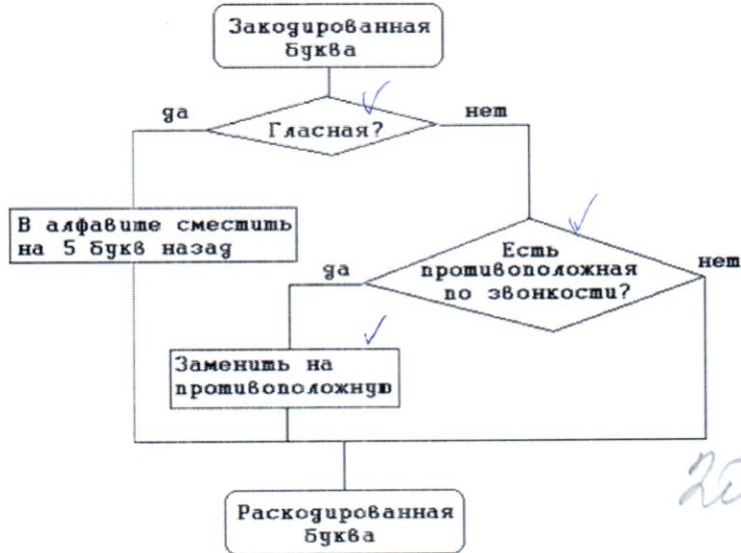 Закодированная
буква
да
Гласная?
нет
В алфавите сместить
на 5 букв назад
да
Есть
противоположная
по звонкости?
нет
Заменить на
противоположную
Раскодированная
буква